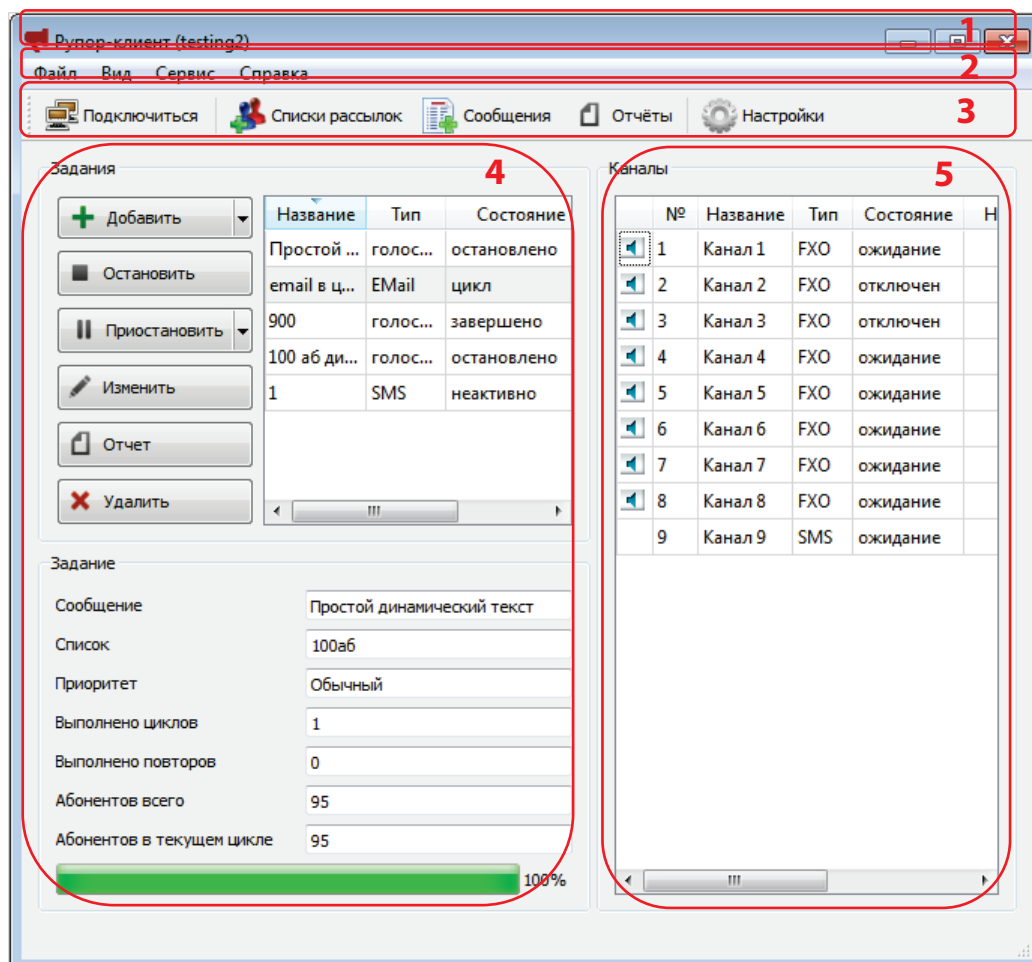 Рупор-клиент (testing2)
1
Файл Вид Сервис Справка
2
Подключиться Списки рассылок Сообщения Отчёты Настройки
3
Задания
4
Добавить
Остановить
Приостановить
Изменить
Отчет
Удалить
Название Тип Состояние
Простой ... голос... остановлено
email в ц... EMail цикл
900 голос... завершено
100 аб ди... голос... остановлено
1 SMS неактивно
Задание
Сообщение Простой динамический текст
Список 100аб
Приоритет Обычный
Выполнено циклов 1
Выполнено повторов 0
Абонентов всего 95
Абонентов в текущем цикле 95
100%
Каналы
5
№ Название Тип Состояние Н
1 Канал 1 FXO ожидание
2 Канал 2 FXO отключен
3 Канал 3 FXO отключен
4 Канал 4 FXO ожидание
5 Канал 5 FXO ожидание
6 Канал 6 FXO ожидание
7 Канал 7 FXO ожидание
8 Канал 8 FXO ожидание
9 Канал 9 SMS ожидание